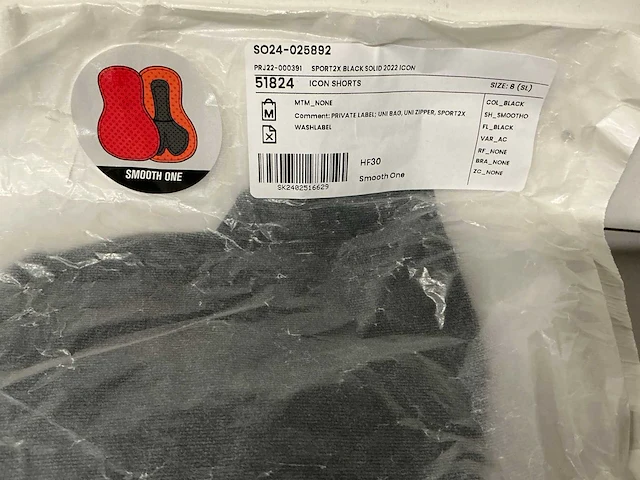 SO24-025892
PRJ22-000391 SPORT2X BLACK SOLID 2022 ICON
51824 ICON SHORTS SIZE: 8 (SL)
M
MTM_NONE
Comment: PRIVATE LABEL; UNI BAG, UNI ZIPPER, SPORT2X
WASHLABEL
COL_BLACK
SH_SMOOTHO
FL_BLACK
VAR_AC
RF_NONE
BRA_NONE
ZC_NONE
HF30
Smooth One
SK2402516629
SMOOTH ONE